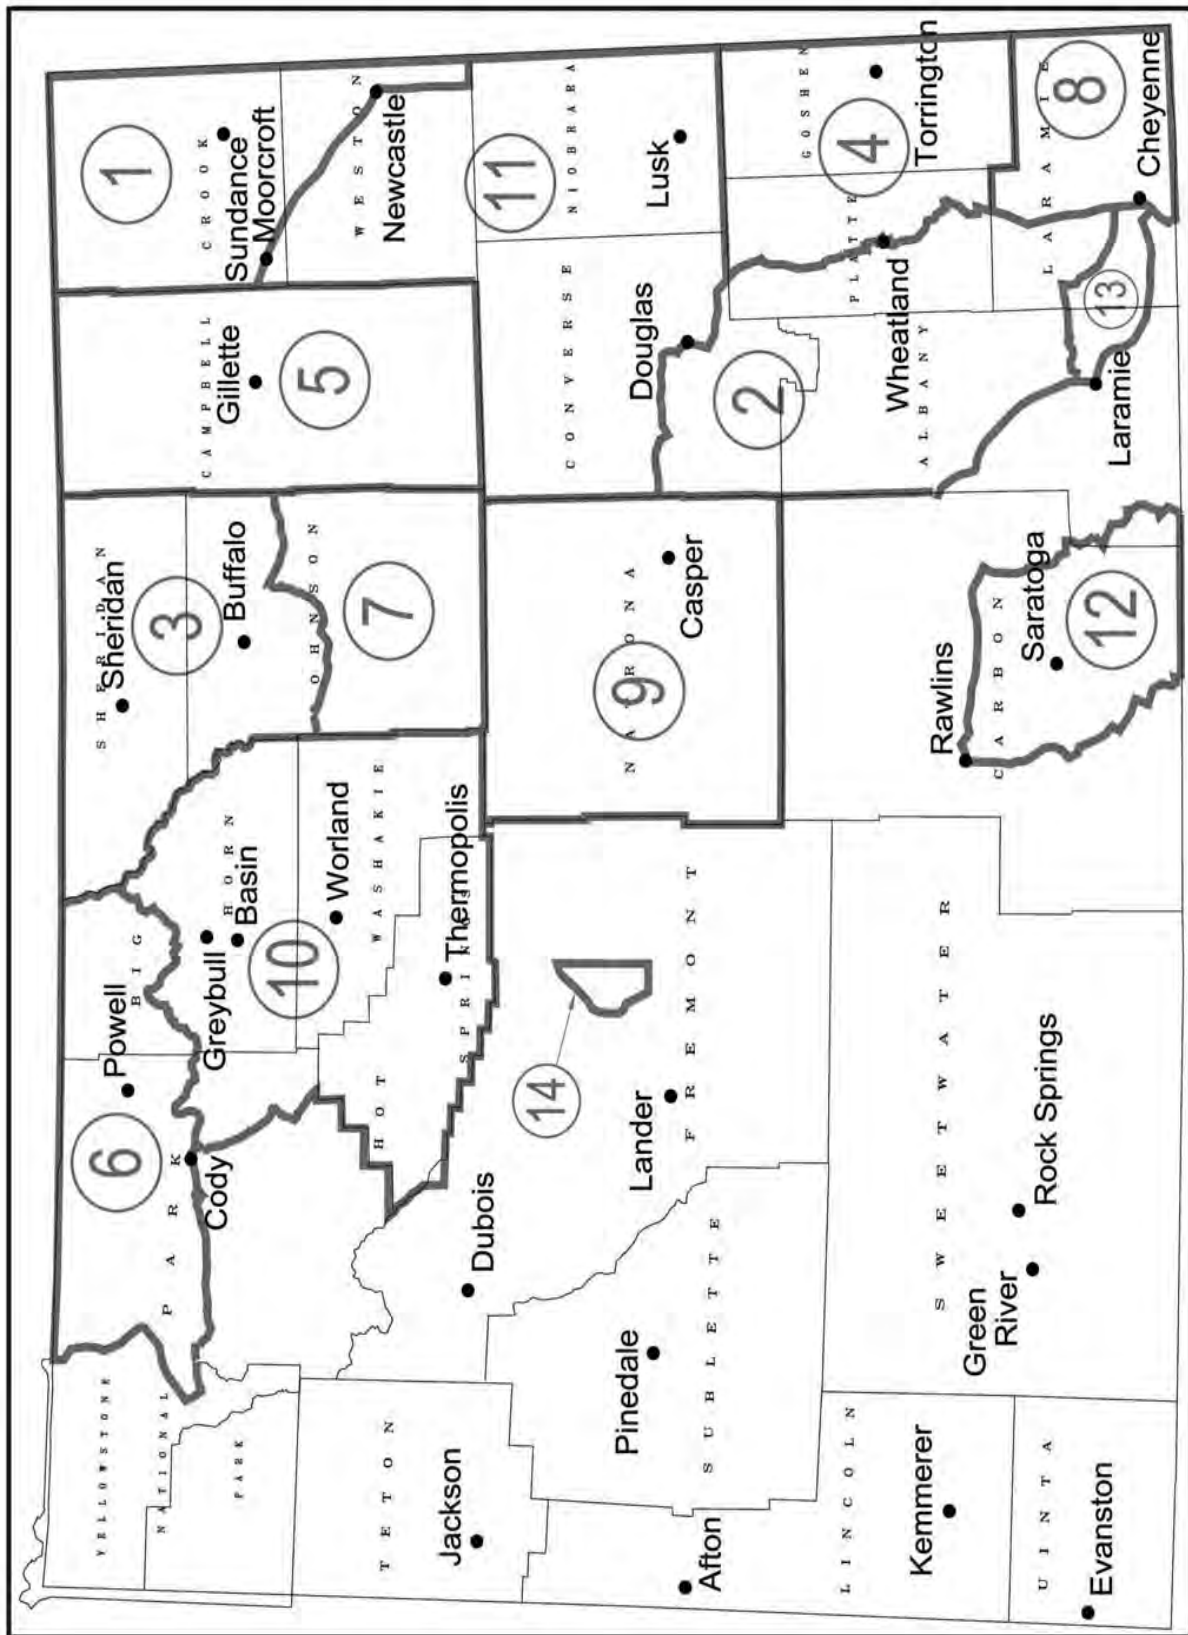 YELLOWSTONE
NATIONAL
PARK
6
Powell
BIG
PARK
Cody
Greybull
HORN
Basin
10
Worland
WASHAKIE
HOT SPRINGS
Thermopolis
SHERIDAN
Sheridan
3
Buffalo
OHNSON
7
CAMPBELL
Gillette
5
1
CROOK
Sundance
Moorcroft
WESTON
Newcastle
TETON
Jackson
Dubois
14
Lander
FREMONT
Pinedale
SUBLETTE
Afton
NATRONA
9
Casper
CONVERSE
Douglas
11
NIOBRARA
Lusk
2
PLATTE
Wheatland
GOSHEN
4
Torrington
ALBANY
Laramie
13
LARAMIE
8
Cheyenne
LINCOLN
Kemmerer
UINTA
Evanston
SWEETWATER
Green
River
Rock Springs
Rawlins
CARBON
Saratoga
12